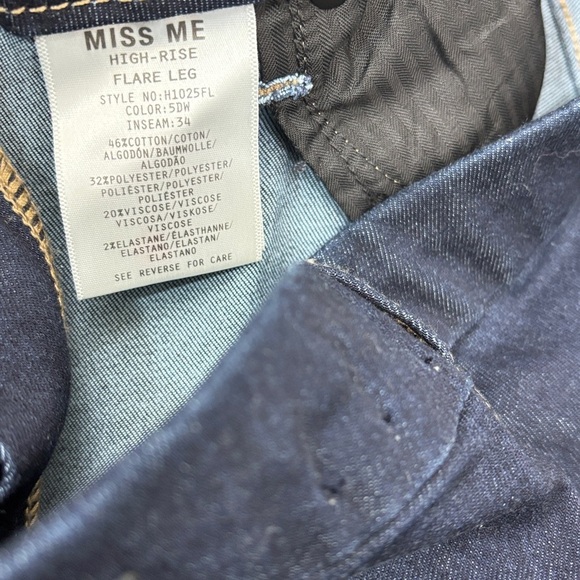 MISS ME
HIGH-RISE
FLARE LEG
STYLE NO:H1025FL
COLOR:5DW
INSEAM:34
46%COTTON/COTON/
ALGODÓN/BAUMWOLLE/
ALGODÃO
32%POLYESTER/POLYESTER/
POLIÉSTER/POLYESTER/
POLIÉSTER
20%VISCOSE/VISCOSE
VISCOSA/VISKOSE/
VISCOSE
2%ELASTANE/ÉLASTHANNE/
ELASTANO/ELASTAN/
ELASTANO
SEE REVERSE FOR CARE